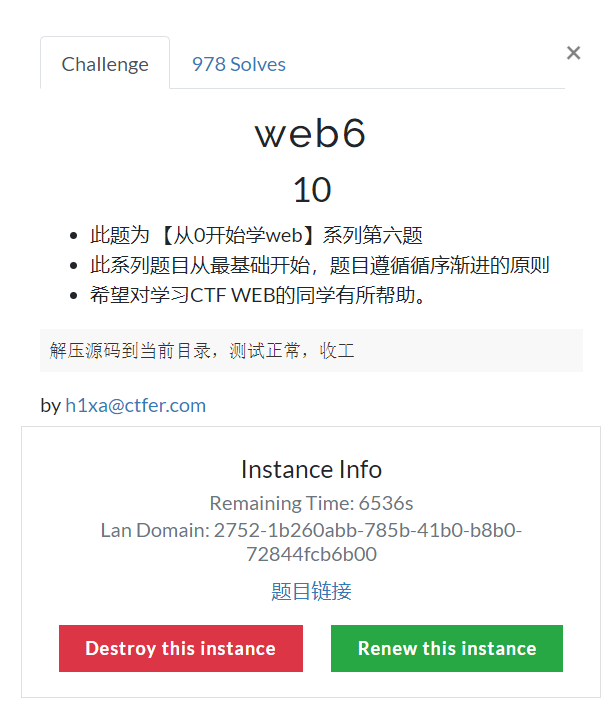 Challenge
978 Solves
×
web6
10
此题为 【从0开始学web】系列第六题
此系列题目从最基础开始，题目遵循循序渐进的原则
希望对学习CTF WEB的同学有所帮助。
解压源码到当前目录，测试正常，收工
by h1xa@ctfer.com
Instance Info
Remaining Time: 6536s
Lan Domain: 2752-1b260abb-785b-41b0-b8b0-
72844fcb6b00
题目链接
Destroy this instance
Renew this instance